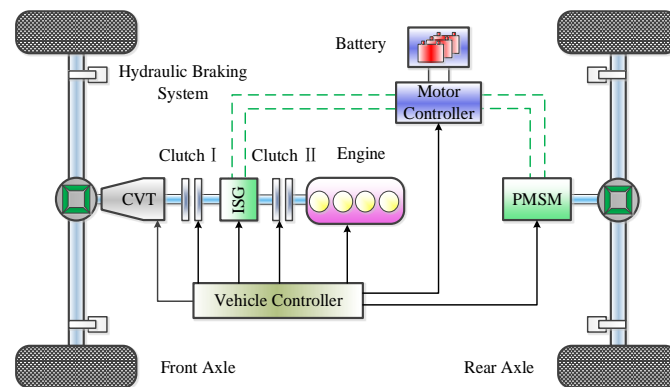 Battery
Hydraulic Braking
System
Motor
Controller
Clutch Ⅰ
Clutch Ⅱ
Engine
CVT
ISG
PMSM
Vehicle Controller
Front Axle
Rear Axle